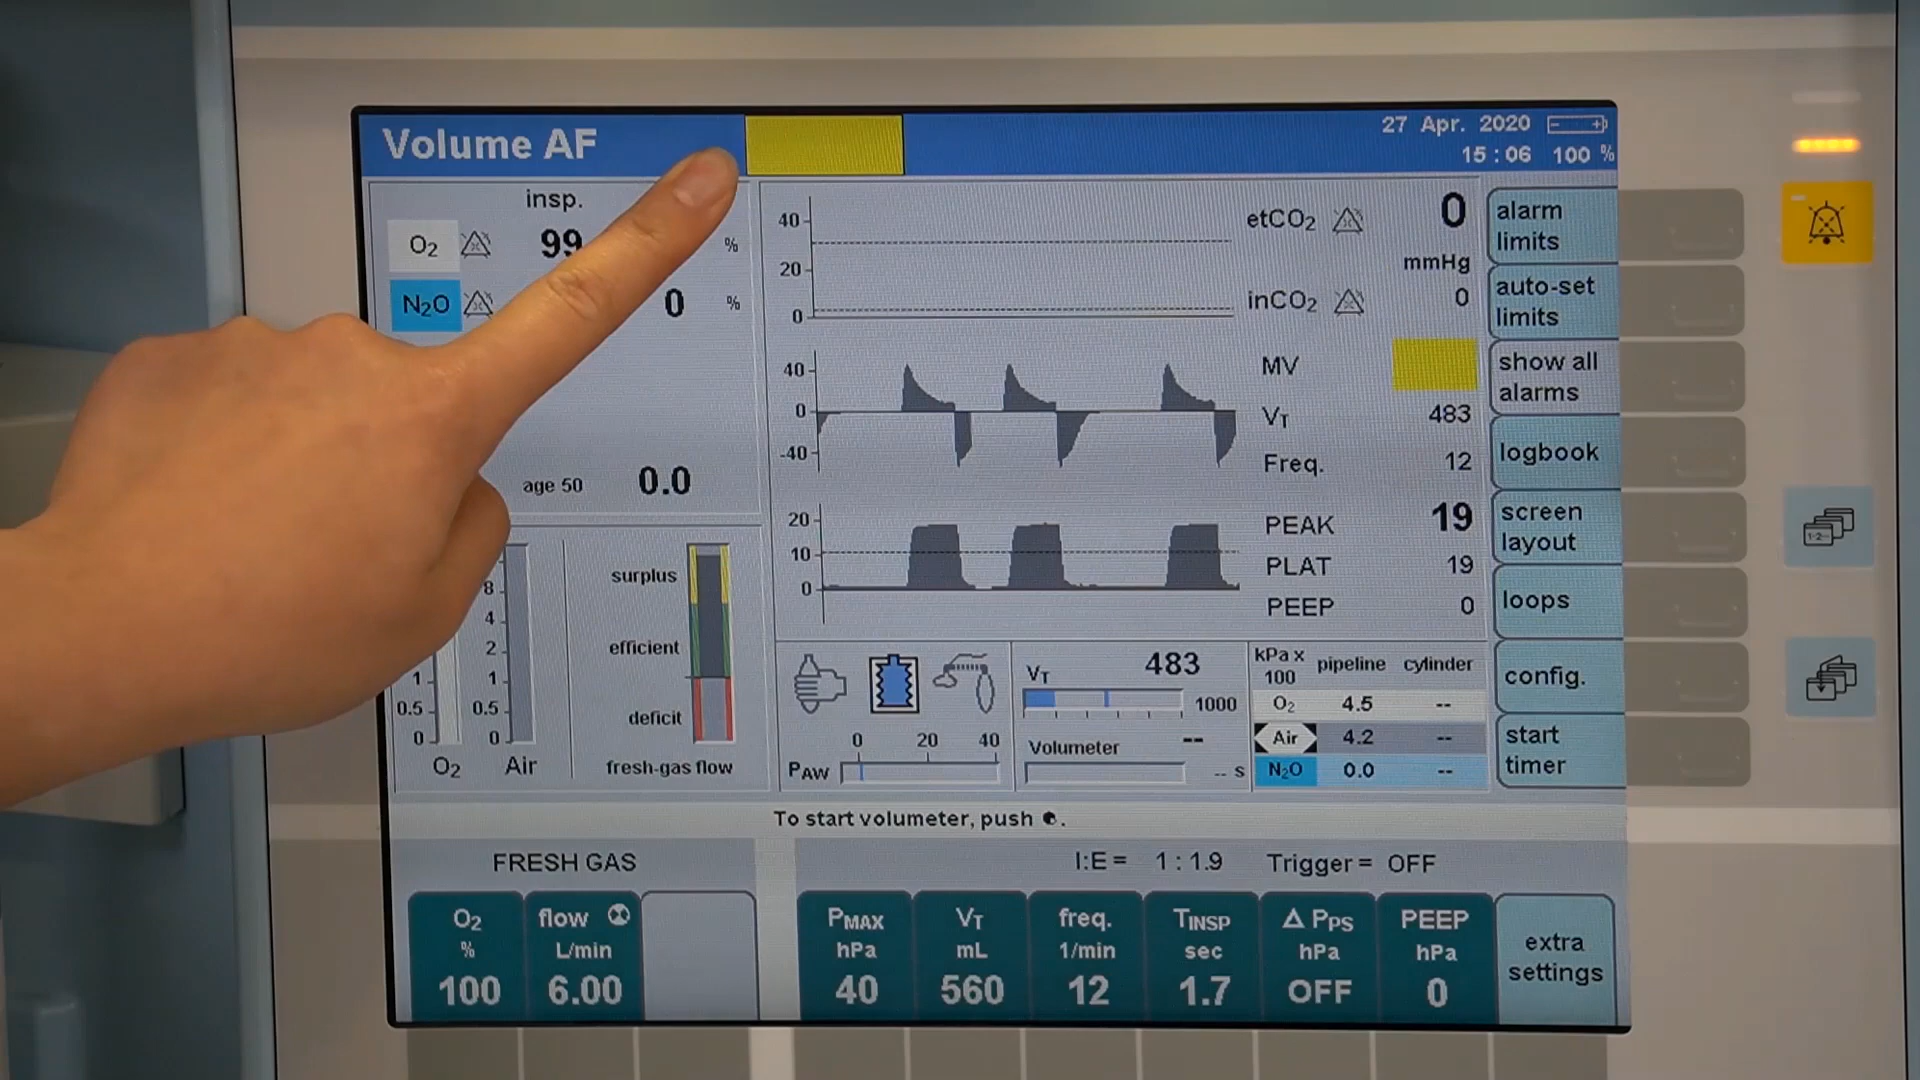 Volume AF
27 Apr. 2020
15:06 100 %
insp.
O2 99 %
N2O 0 %
age 50 0.0
40
20
0
etCO2 0
mmHg
inCO2 0
40
0
-40
MV
VT 483
Freq. 12
20
10
0
PEAK 19
PLAT 19
PEEP 0
alarm
limits
auto-set
limits
show all
alarms
logbook
screen
layout
loops
config.
start
timer
8
4
2
1 1
0.5 0.5
0 0
O2 Air
surplus
efficient
deficit
fresh-gas flow
0 20 40
PAW
VT 483
1000
Volumeter --
-- s
kPa x
100 pipeline cylinder
O2 4.5 --
Air 4.2 --
N2O 0.0 --
To start volumeter, push .
FRESH GAS
I:E = 1 : 1.9 Trigger = OFF
O2
%
100
flow
L/min
6.00
PMAX
hPa
40
VT
mL
560
freq.
1/min
12
TINSP
sec
1.7
Δ PPS
hPa
OFF
PEEP
hPa
0
extra
settings